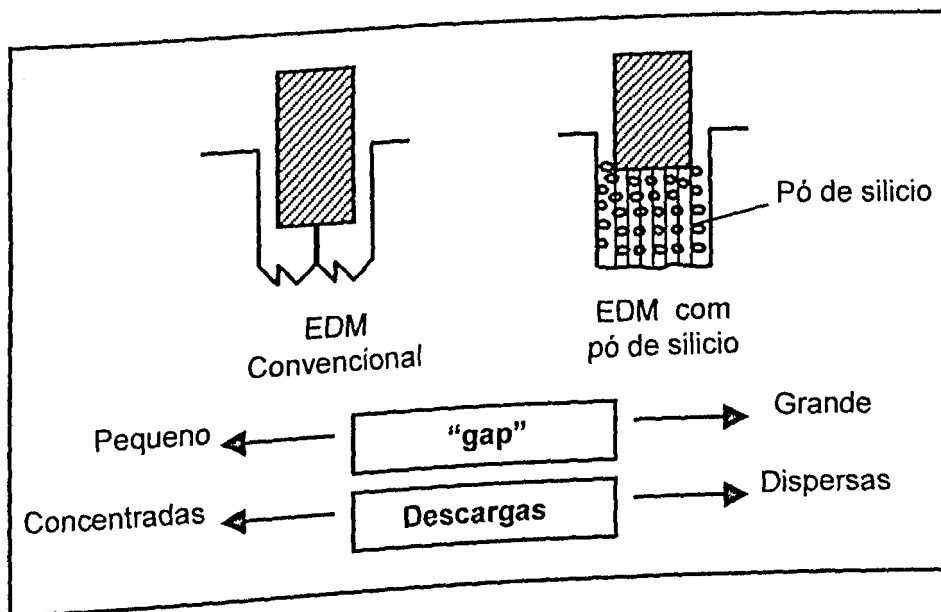 Pó de silicio
EDM
Convencional
EDM com
pó de silicio
Pequeno
“gap”
Grande
Concentradas
Descargas
Dispersas